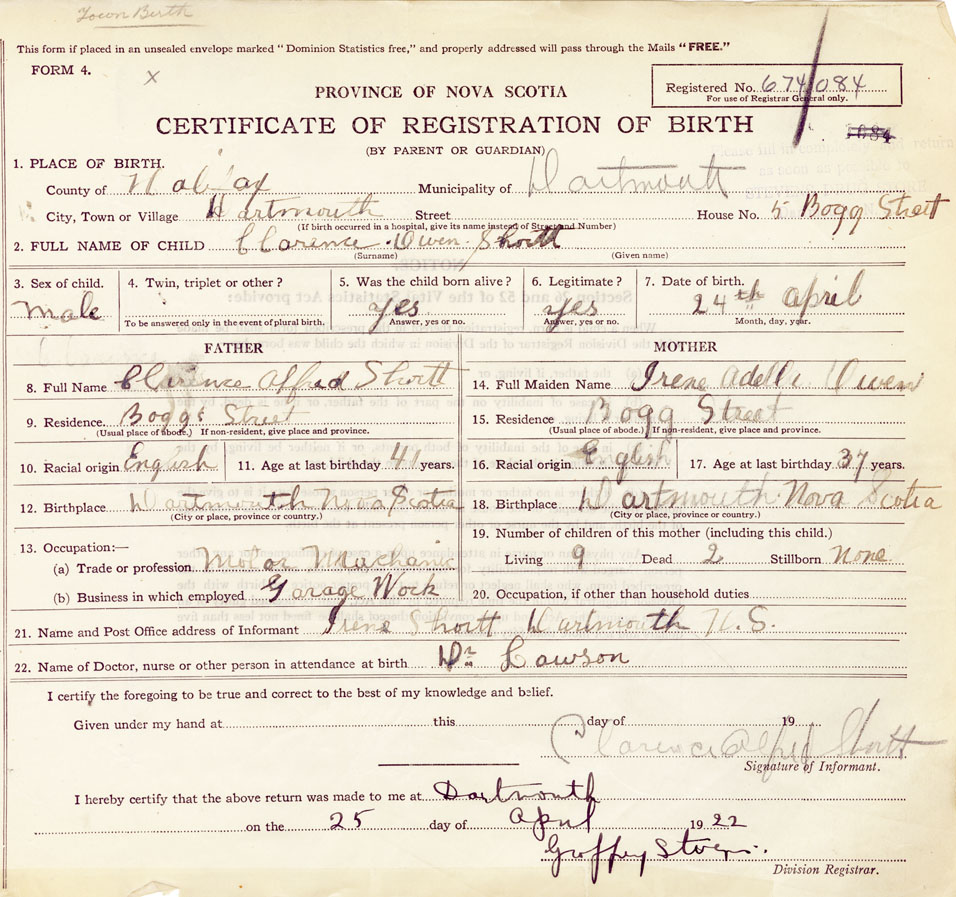 Town Birth
This form if placed in an unsealed envelope marked "Dominion Statistics free," and properly addressed will pass through the Mails "FREE."
FORM 4.
x
Registered No. 674084
For use of Registrar General only.
PROVINCE OF NOVA SCOTIA
CERTIFICATE OF REGISTRATION OF BIRTH
(BY PARENT OR GUARDIAN)
1. PLACE OF BIRTH.
County of Halifax Municipality of Dartmouth
City, Town or Village Dartmouth Street House No. 5 Bogg Street
(If birth occurred in a hospital, give its name instead of Street and Number)
2. FULL NAME OF CHILD Clarence Owen Shortt
(Surname) (Given name)
3. Sex of child. 4. Twin, triplet or other? 5. Was the child born alive? 6. Legitimate? 7. Date of birth.
Male yes yes 24th April
To be answered only in the event of plural birth. Answer, yes or no. Answer, yes or no. Month, day, year.
FATHER MOTHER
8. Full Name Clarence Alfred Shortt 14. Full Maiden Name Irene Adell Owen
9. Residence. Boggs Street 15. Residence Bogg Street
(Usual place of abode.) If non-resident, give place and province. (Usual place of abode.) If non-resident, give place and province.
10. Racial origin English 11. Age at last birthday years. 16. Racial origin English 17. Age at last birthday 37 years.
12. Birthplace Dartmouth Nova Scotia 18. Birthplace Dartmouth Nova Scotia
(City or place, province or country.) (City or place, province or country.)
13. Occupation:— 19. Number of children of this mother (including this child.)
(a) Trade or profession Motor Machanic Living 9 Dead 2 Stillborn None
(b) Business in which employed Garage Work 20. Occupation, if other than household duties
21. Name and Post Office address of Informant Irene Shortt Dartmouth N.S.
22. Name of Doctor, nurse or other person in attendance at birth Dr Lawson
I certify the foregoing to be true and correct to the best of my knowledge and belief.
Given under my hand at this day of 19
Clarence Alfred Shortt
Signature of Informant.
I hereby certify that the above return was made to me at Dartmouth
on the 25 day of April 1922
Division Registrar.